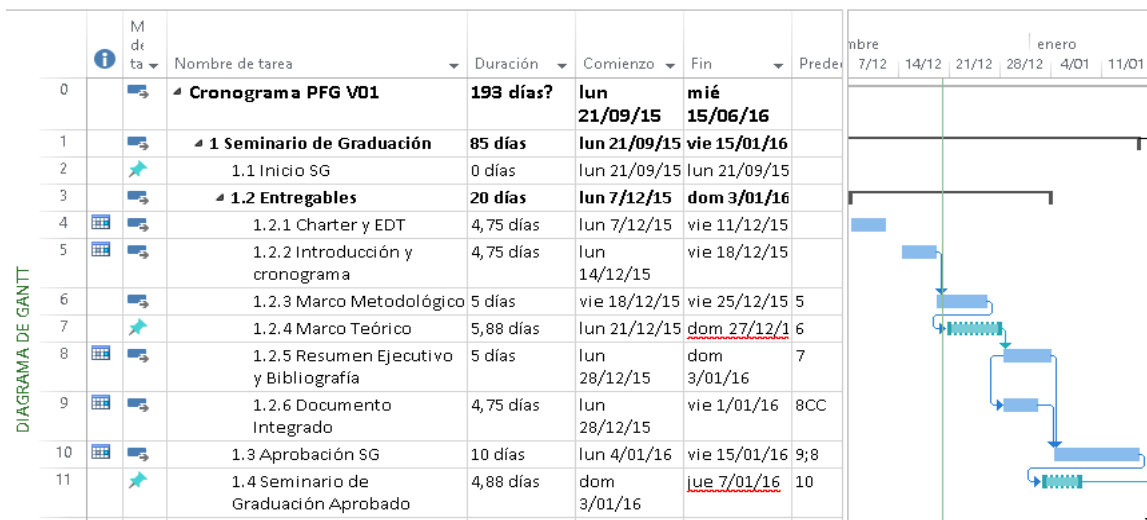 M
de
ta
Nombre de tarea Duración Comienzo Fin Predec
mbre enero
7/12 14/12 21/12 28/12 4/01 11/01
DIAGRAMA DE GANTT
0 Cronograma PFG V01 193 días? lun 21/09/15 mié 15/06/16
1 1 Seminario de Graduación 85 días lun 21/09/15 vie 15/01/16
2 1.1 Inicio SG 0 días lun 21/09/15 lun 21/09/15
3 1.2 Entregables 20 días lun 7/12/15 dom 3/01/16
4 1.2.1 Charter y EDT 4,75 días lun 7/12/15 vie 11/12/15
5 1.2.2 Introducción y cronograma 4,75 días lun 14/12/15 vie 18/12/15
6 1.2.3 Marco Metodológico 5 días vie 18/12/15 vie 25/12/15 5
7 1.2.4 Marco Teórico 5,88 días lun 21/12/15 dom 27/12/1 6
8 1.2.5 Resumen Ejecutivo y Bibliografía 5 días lun 28/12/15 dom 3/01/16 7
9 1.2.6 Documento Integrado 4,75 días lun 28/12/15 vie 1/01/16 8CC
10 1.3 Aprobación SG 10 días lun 4/01/16 vie 15/01/16 9;8
11 1.4 Seminario de Graduación Aprobado 4,88 días dom 3/01/16 jue 7/01/16 10